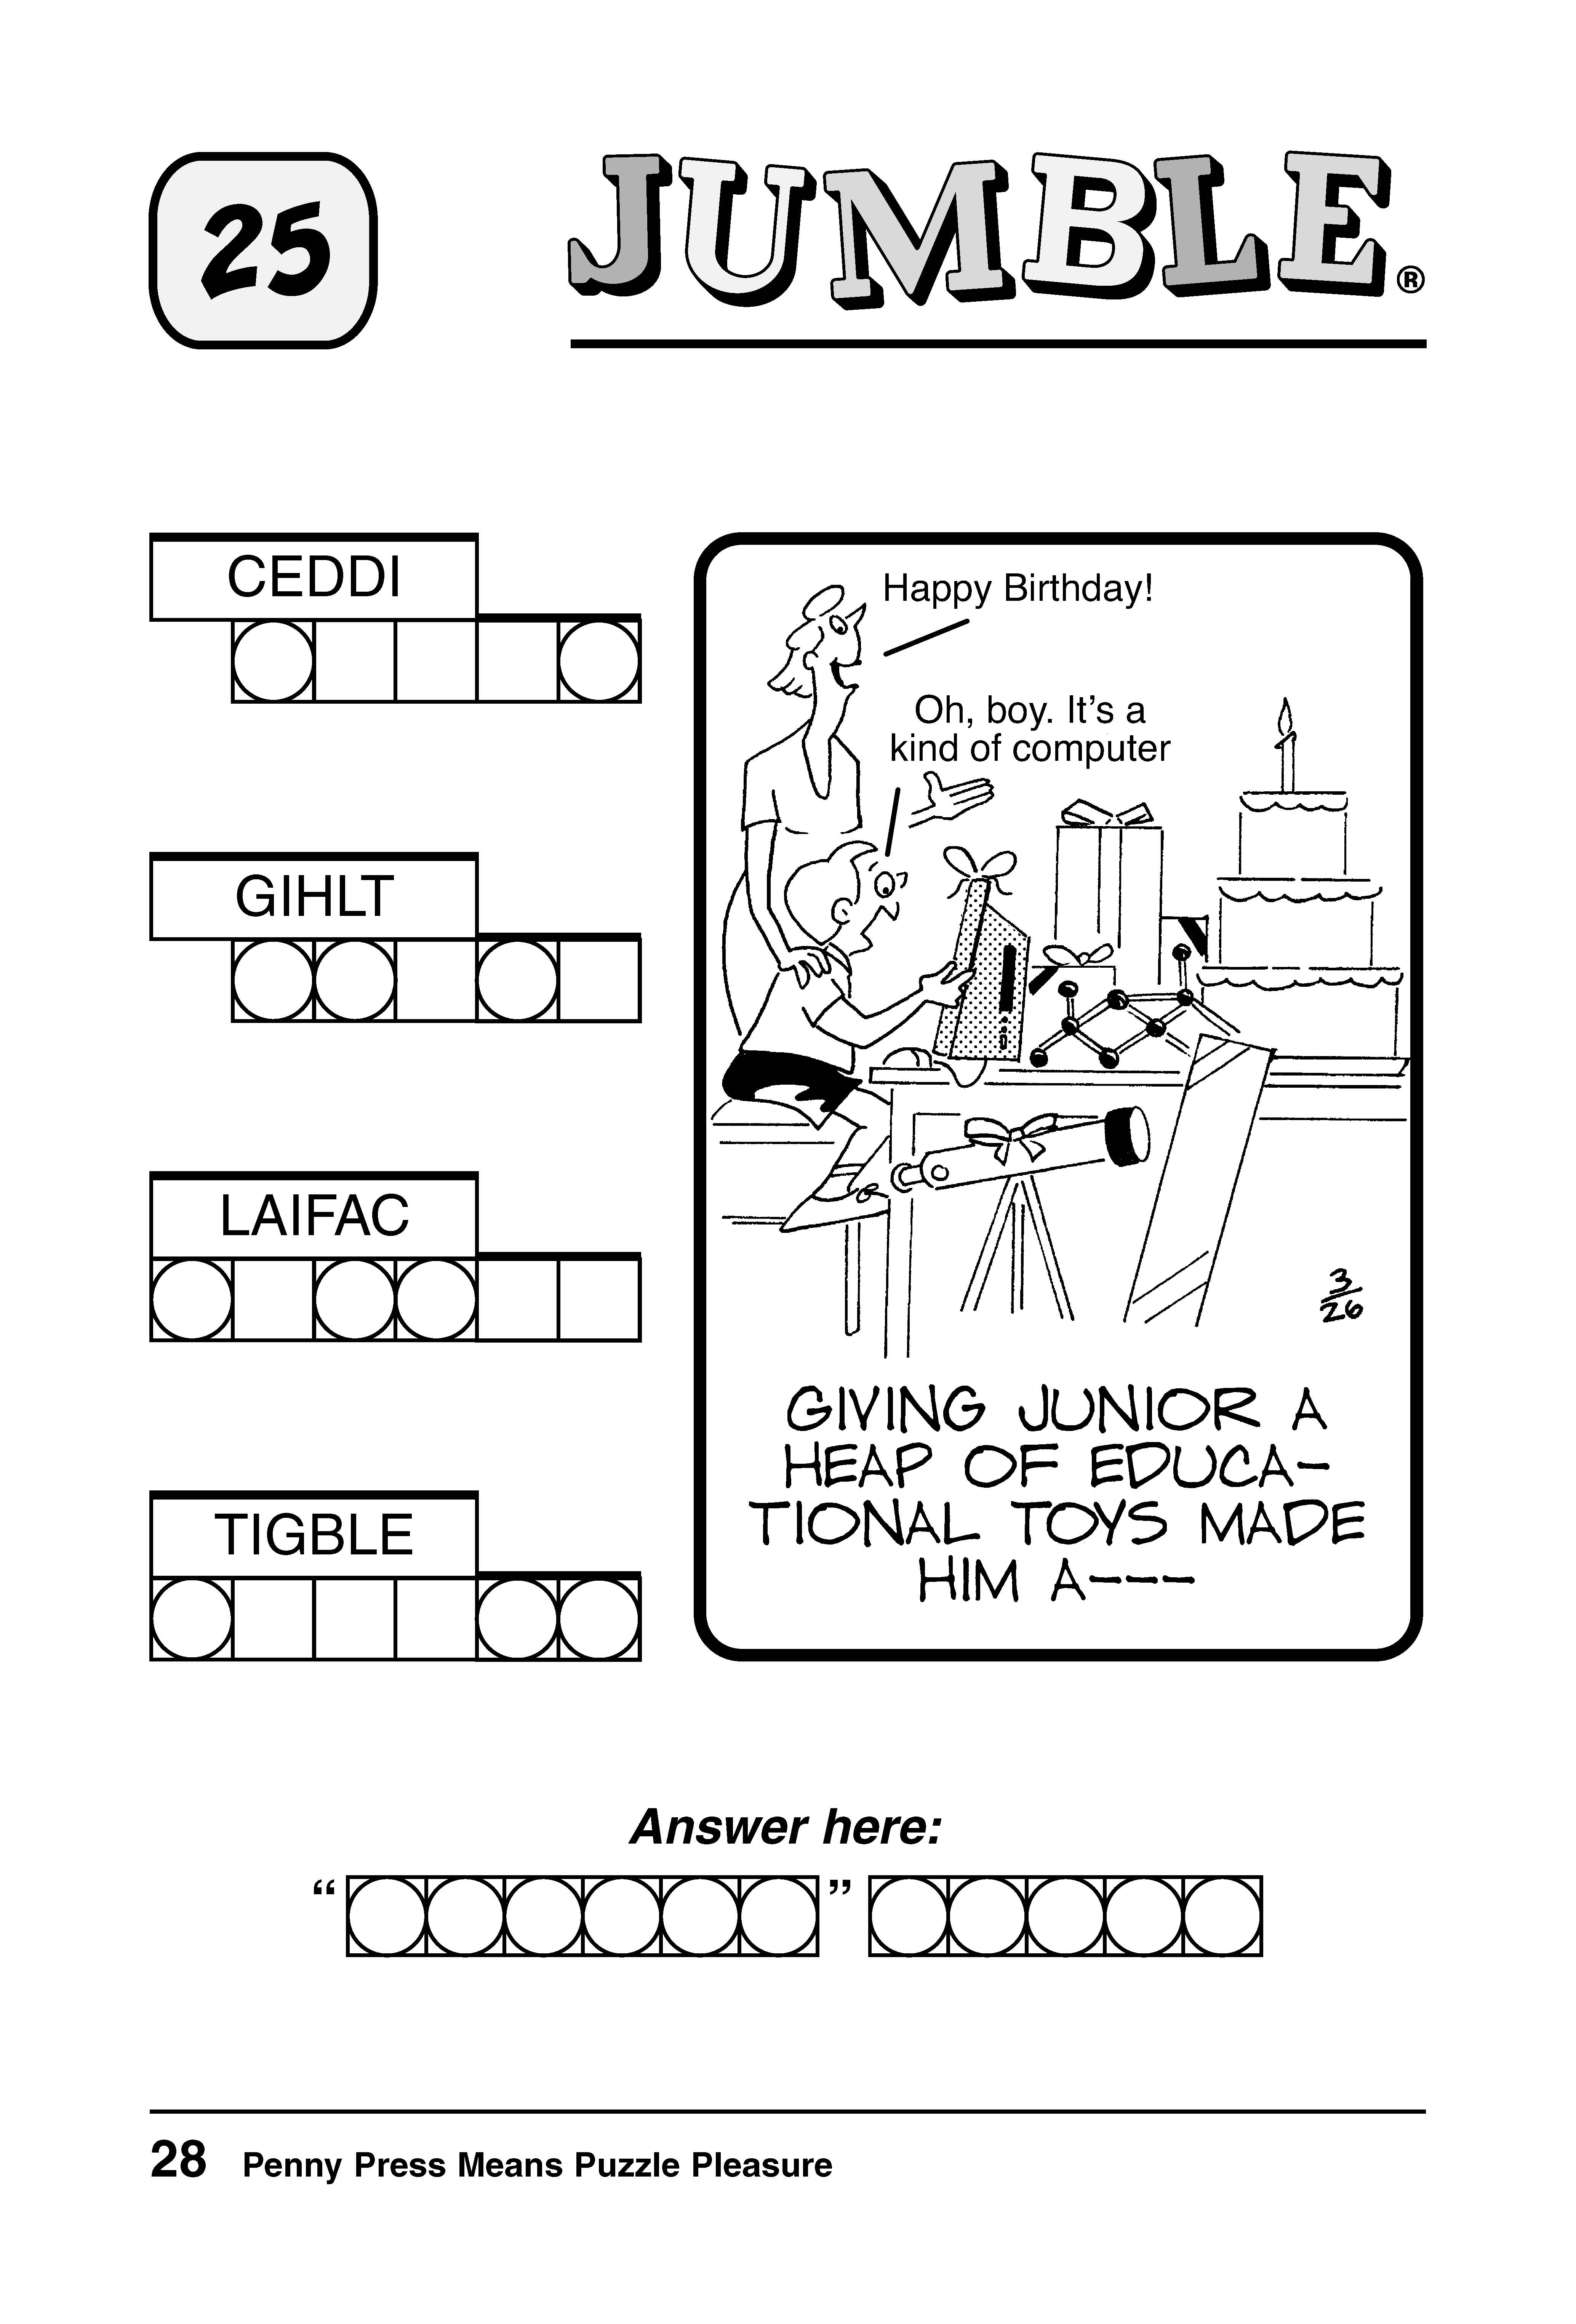 25
JUMBLE®
CEDDI
GIHLT
LAIFAC
TIGBLE
Happy Birthday!
Oh, boy. It’s a
kind of computer
3/26
GIVING JUNIOR A
HEAP OF EDUCA-
TIONAL TOYS MADE
HIM A---
Answer here:
“ ”
28 Penny Press Means Puzzle Pleasure